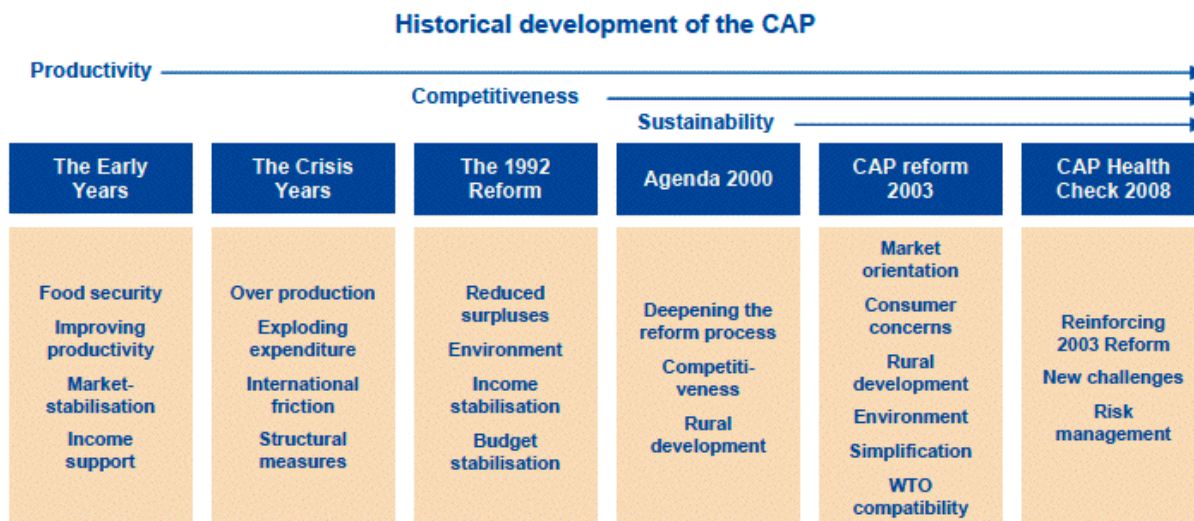 Historical development of the CAP
Productivity
Competitiveness
Sustainability
The Early
Years
The Crisis
Years
The 1992
Reform
Agenda 2000
CAP reform
2003
CAP Health
Check 2008
Food security
Improving
productivity
Market-
stabilisation
Income
support
Over production
Exploding
expenditure
International
friction
Structural
measures
Reduced
surpluses
Environment
Income
stabilisation
Budget
stabilisation
Deepening the
reform process
Competiti-
veness
Rural
development
Market
orientation
Consumer
concerns
Rural
development
Environment
Simplification
WTO
compatibility
Reinforcing
2003 Reform
New challenges
Risk
management